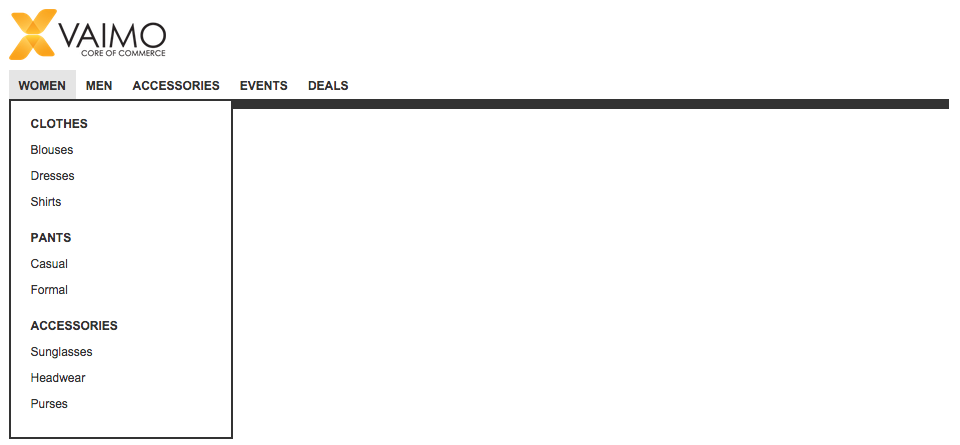 VAIMO
CORE OF COMMERCE
WOMEN MEN ACCESSORIES EVENTS DEALS
CLOTHES
Blouses
Dresses
Shirts
PANTS
Casual
Formal
ACCESSORIES
Sunglasses
Headwear
Purses